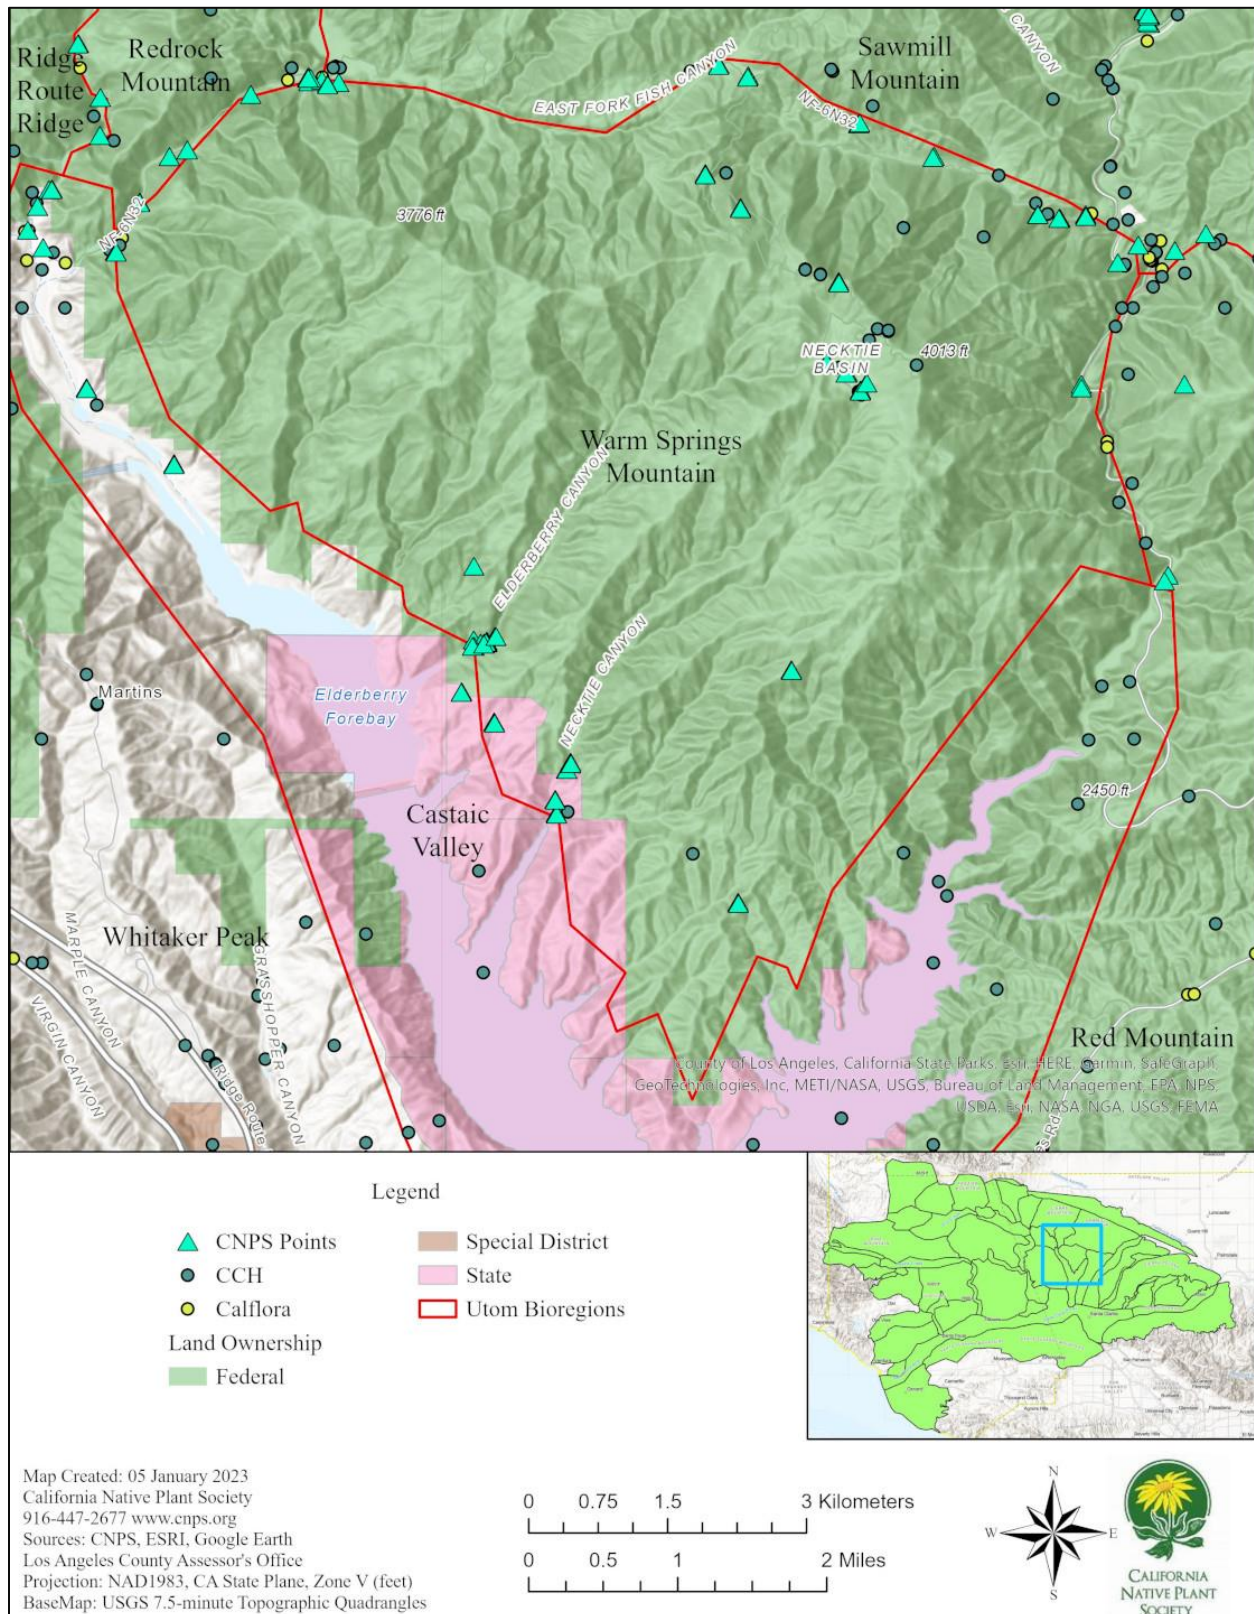 Ridge
Route
Ridge
Redrock
Mountain
EAST FORK FISH CANYON
Sawmill
Mountain
CANYON
NF-6N32
NF-6N32
3776 ft
NECKTIE
BASIN
4013 ft
Warm Springs
Mountain
ELDERBERRY CANYON
NECKTIE CANYON
Martins
Elderberry
Forebay
Castaic
Valley
2450 ft
Whitaker Peak
MARPLE CANYON
VIRGIN CANYON
GRASSHOPPER CANYON
Ridge Route
Red Mountain
County of Los Angeles, California State Parks, Esri, HERE, Garmin, SafeGraph,
GeoTechnologies, Inc, METI/NASA, USGS, Bureau of Land Management, EPA, NPS,
USDA, Esri, NASA, NGA, USGS, FEMA
Legend
CNPS Points
CCH
Calflora
Land Ownership
Federal
Special District
State
Utom Bioregions
Map Created: 05 January 2023
California Native Plant Society
916-447-2677 www.cnps.org
Sources: CNPS, ESRI, Google Earth
Los Angeles County Assessor's Office
Projection: NAD1983, CA State Plane, Zone V (feet)
BaseMap: USGS 7.5-minute Topographic Quadrangles
0 0.75 1.5 3 Kilometers
0 0.5 1 2 Miles
N
W E
S
CALIFORNIA
NATIVE PLANT
SOCIETY